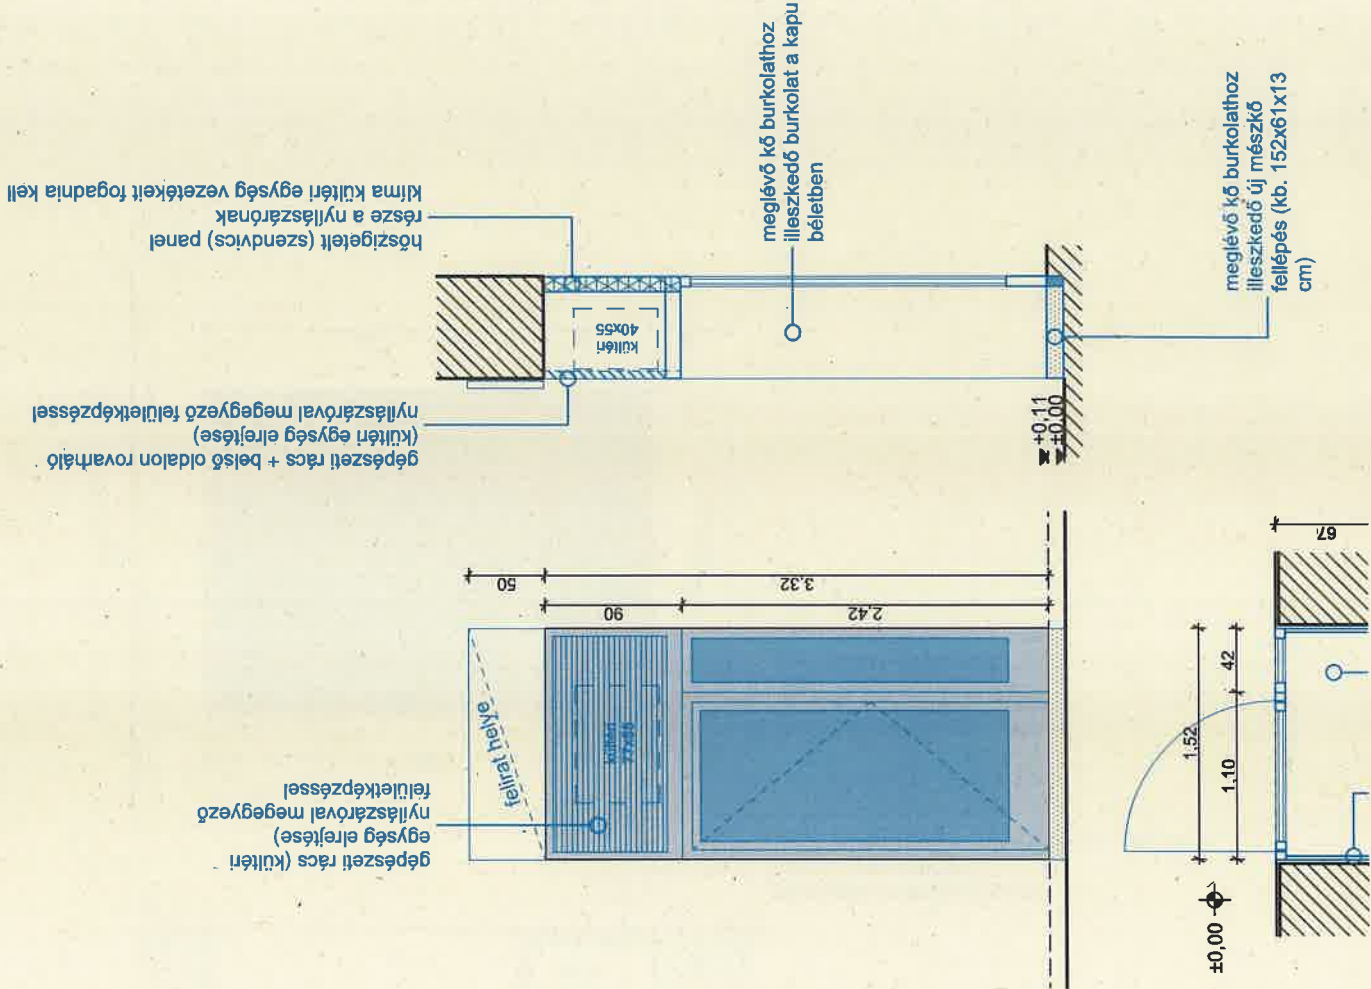 hőszigetelt (szendvics) panel
része a nyílászárónak
klíma kültéri egység vezetékeit fogadnia kell
gépészeti rács + belső oldalon rovarháló
(kültéri egység elrejtése)
nyílászáróval megegyező felületképzéssel
kültéri
40x55
meglévő kő burkolathoz
illeszkedő burkolat a kapu
béletben
meglévő kő burkolathoz
illeszkedő új mészkő
fellépés (kb. 152x61x13
cm)
+0,11
±0,00
gépészeti rács (kültéri
egység elrejtése)
nyílászáróval megegyező
felületképzéssel
felirat helye
kültéri
77x55
50
3,32
90
2,42
67
1,52
42
1,10
±0,00